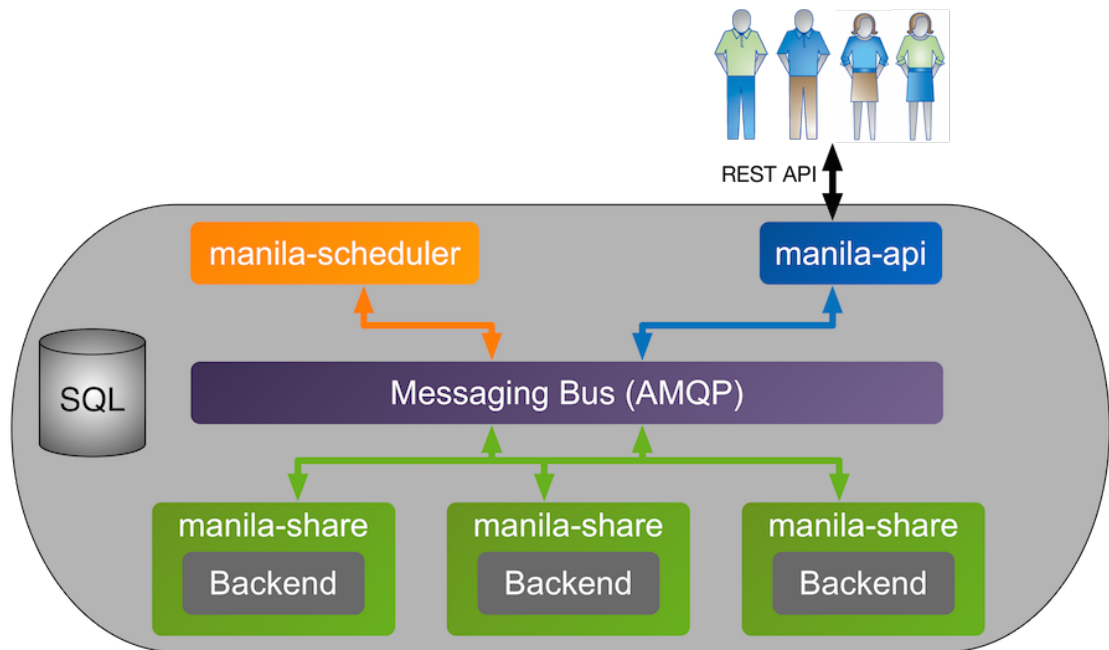 REST API
manila-scheduler
manila-api
SQL
Messaging Bus (AMQP)
manila-share
Backend
manila-share
Backend
manila-share
Backend